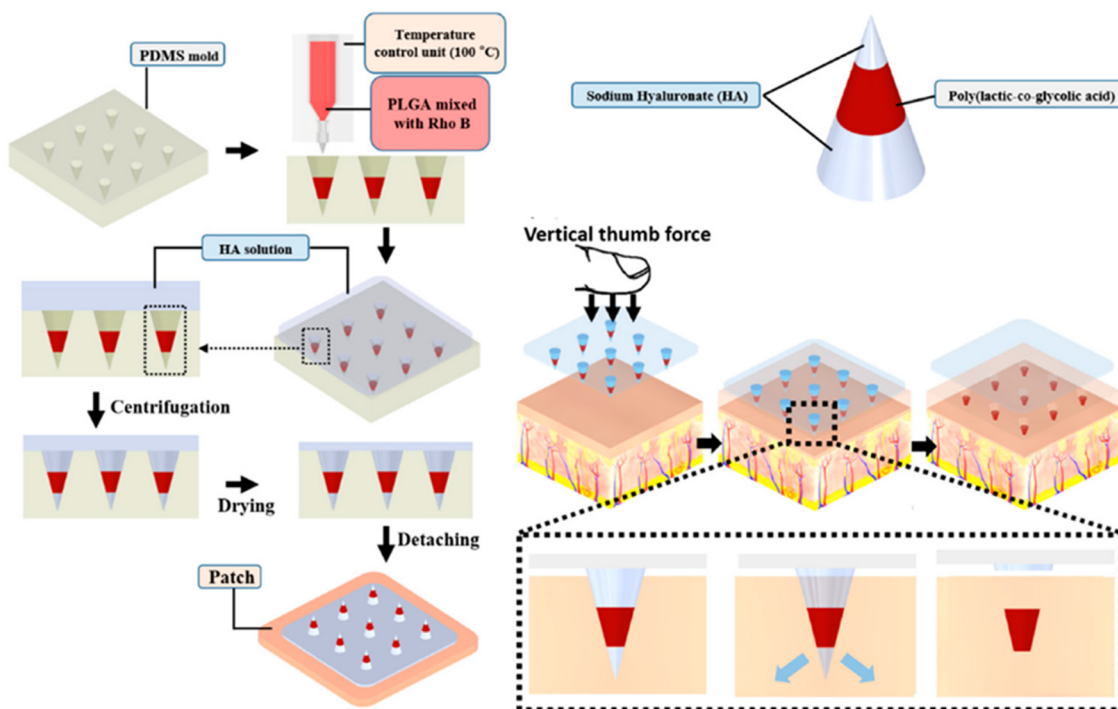 PDMS mold
Temperature
control unit (100 °C)
PLGA mixed
with Rho B
Sodium Hyaluronate (HA)
Poly(lactic-co-glycolic acid)
HA solution
Centrifugation
Drying
Detaching
Patch
Vertical thumb force